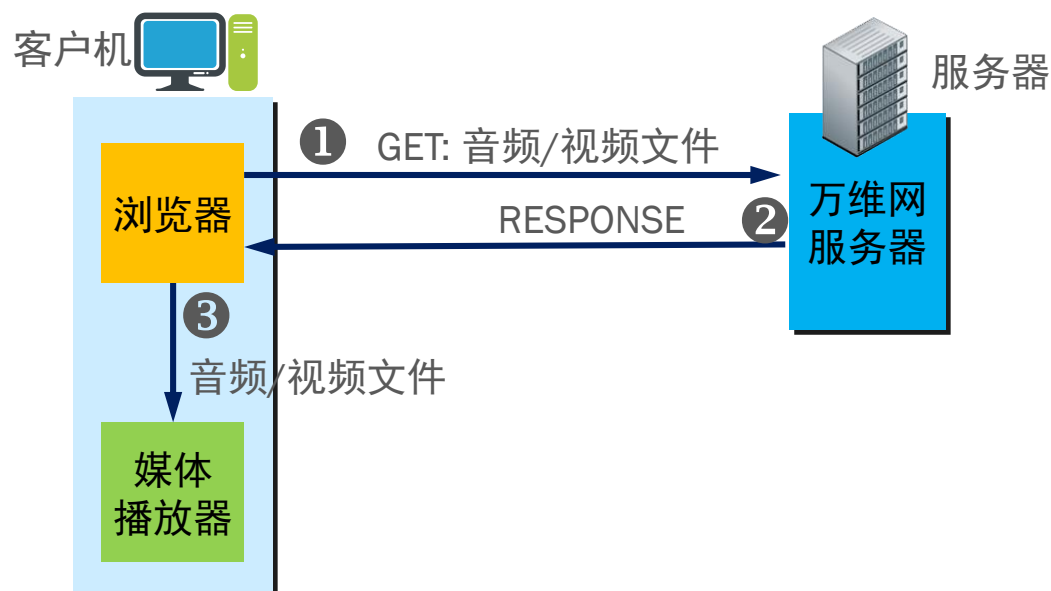 客户机
服务器
❶ GET: 音频/视频文件
浏览器
RESPONSE ❷
万维网
服务器
❸
音频/视频文件
媒体
播放器